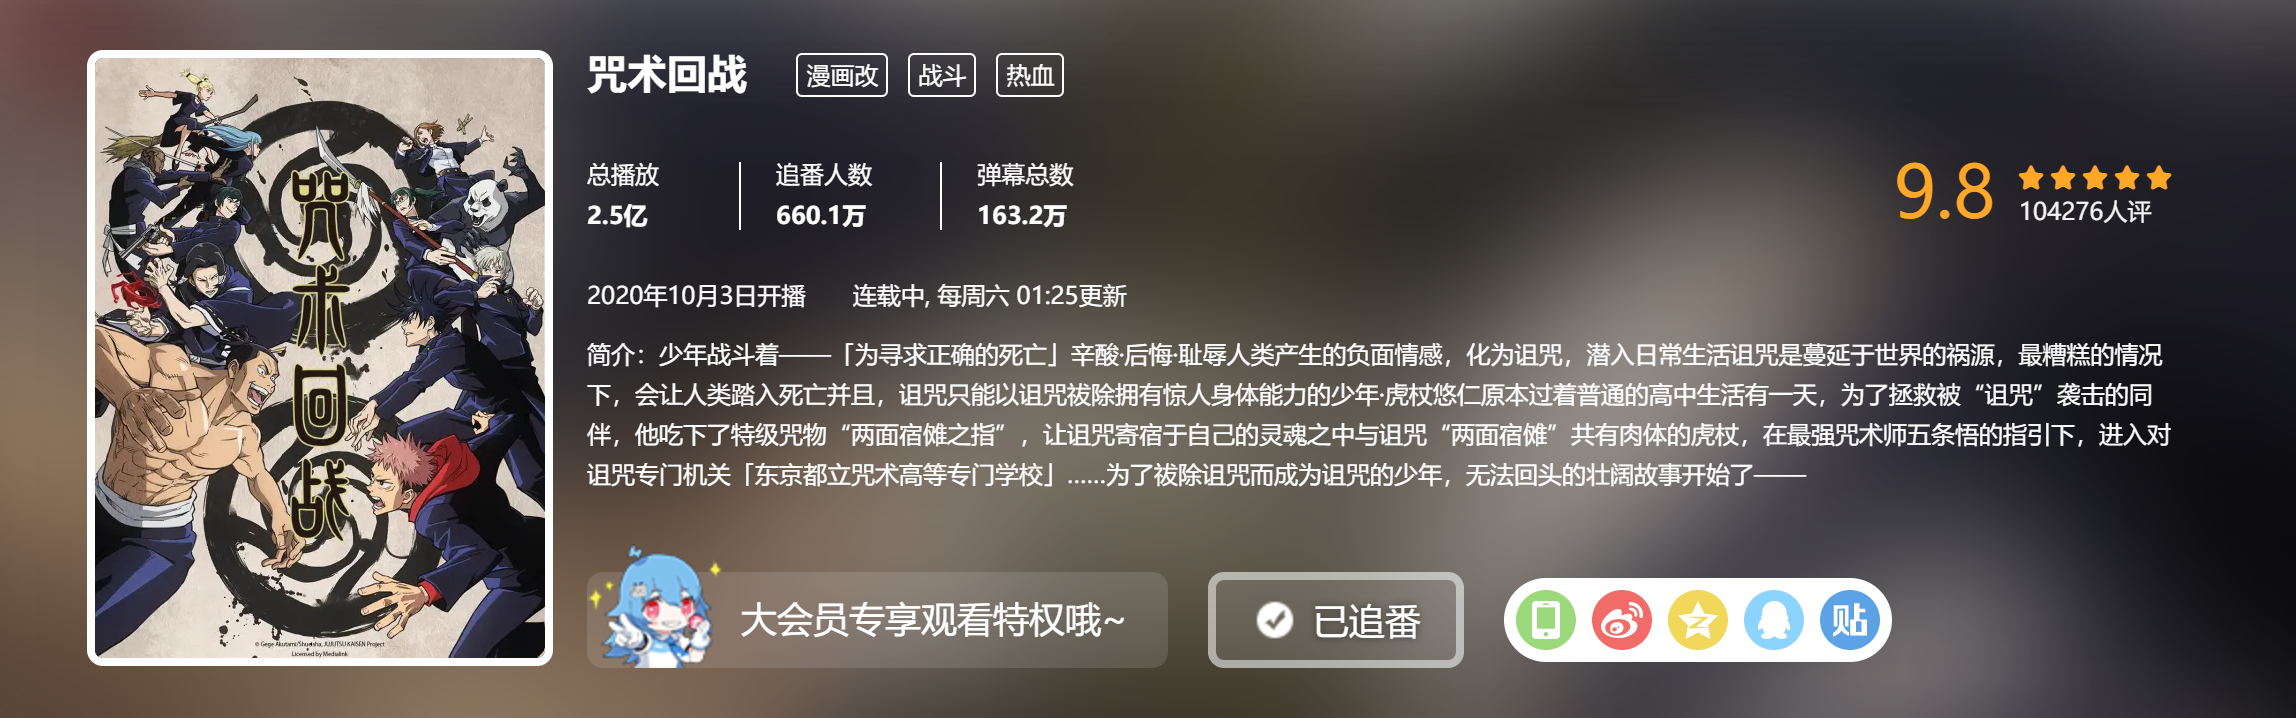 咒术回战
漫画改
战斗
热血
总播放
2.5亿
追番人数
660.1万
弹幕总数
163.2万
9.8
104276人评
2020年10月3日开播
连载中, 每周六 01:25更新
简介：少年战斗着——「为寻求正确的死亡」辛酸·后悔·耻辱人类产生的负面情感，化为诅咒，潜入日常生活诅咒是蔓延于世界的祸源，最糟糕的情况
下，会让人类踏入死亡并且，诅咒只能以诅咒祓除拥有惊人身体能力的少年·虎杖悠仁原本过着普通的高中生活有一天，为了拯救被“诅咒”袭击的同
伴，他吃下了特级咒物“两面宿傩之指”，让诅咒寄宿于自己的灵魂之中与诅咒“两面宿傩”共有肉体的虎杖，在最强咒术师五条悟的指引下，进入对
诅咒专门机关「东京都立咒术高等专门学校」……为了祓除诅咒而成为诅咒的少年，无法回头的壮阔故事开始了——
大会员专享观看特权哦~
已追番
贴
咒术回战
© Gege Akutami/Shueisha, JUJUTSU KAISEN Project
Licensed by Medialink